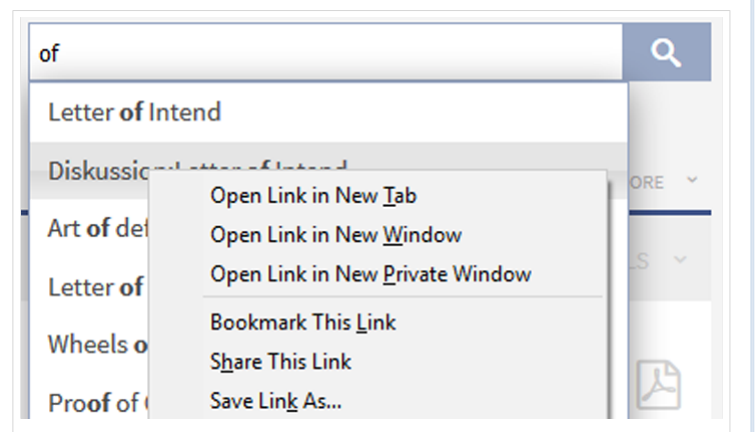 of
Letter of Intend
Diskussion:Letter of Intend
Open Link in New Tab
ORE
Art of def
Open Link in New Window
LS
Letter of
Open Link in New Private Window
Bookmark This Link
Wheels o
Share This Link
Proof of
Save Link As...